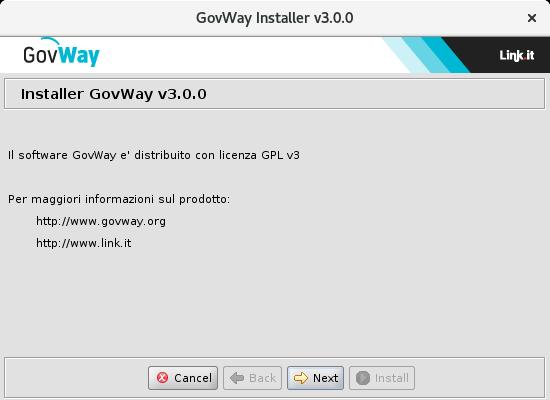 GovWay Installer v3.0.0
GovWay
Link.it
Installer GovWay v3.0.0
Il software GovWay e' distribuito con licenza GPL v3
Per maggiori informazioni sul prodotto:
http://www.govway.org
http://www.link.it
Cancel Back Next Install